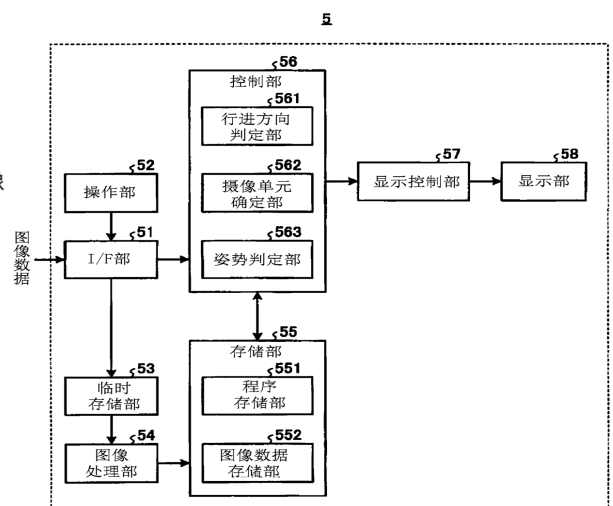 5
56
控制部
561
行进方向
判定部
52
操作部
562
摄像单元
确定部
57
显示控制部
58
显示部
图像数据
51
I/F部
563
姿势判定部
55
存储部
53
临时
存储部
551
程序
存储部
54
图像
处理部
552
图像数据
存储部